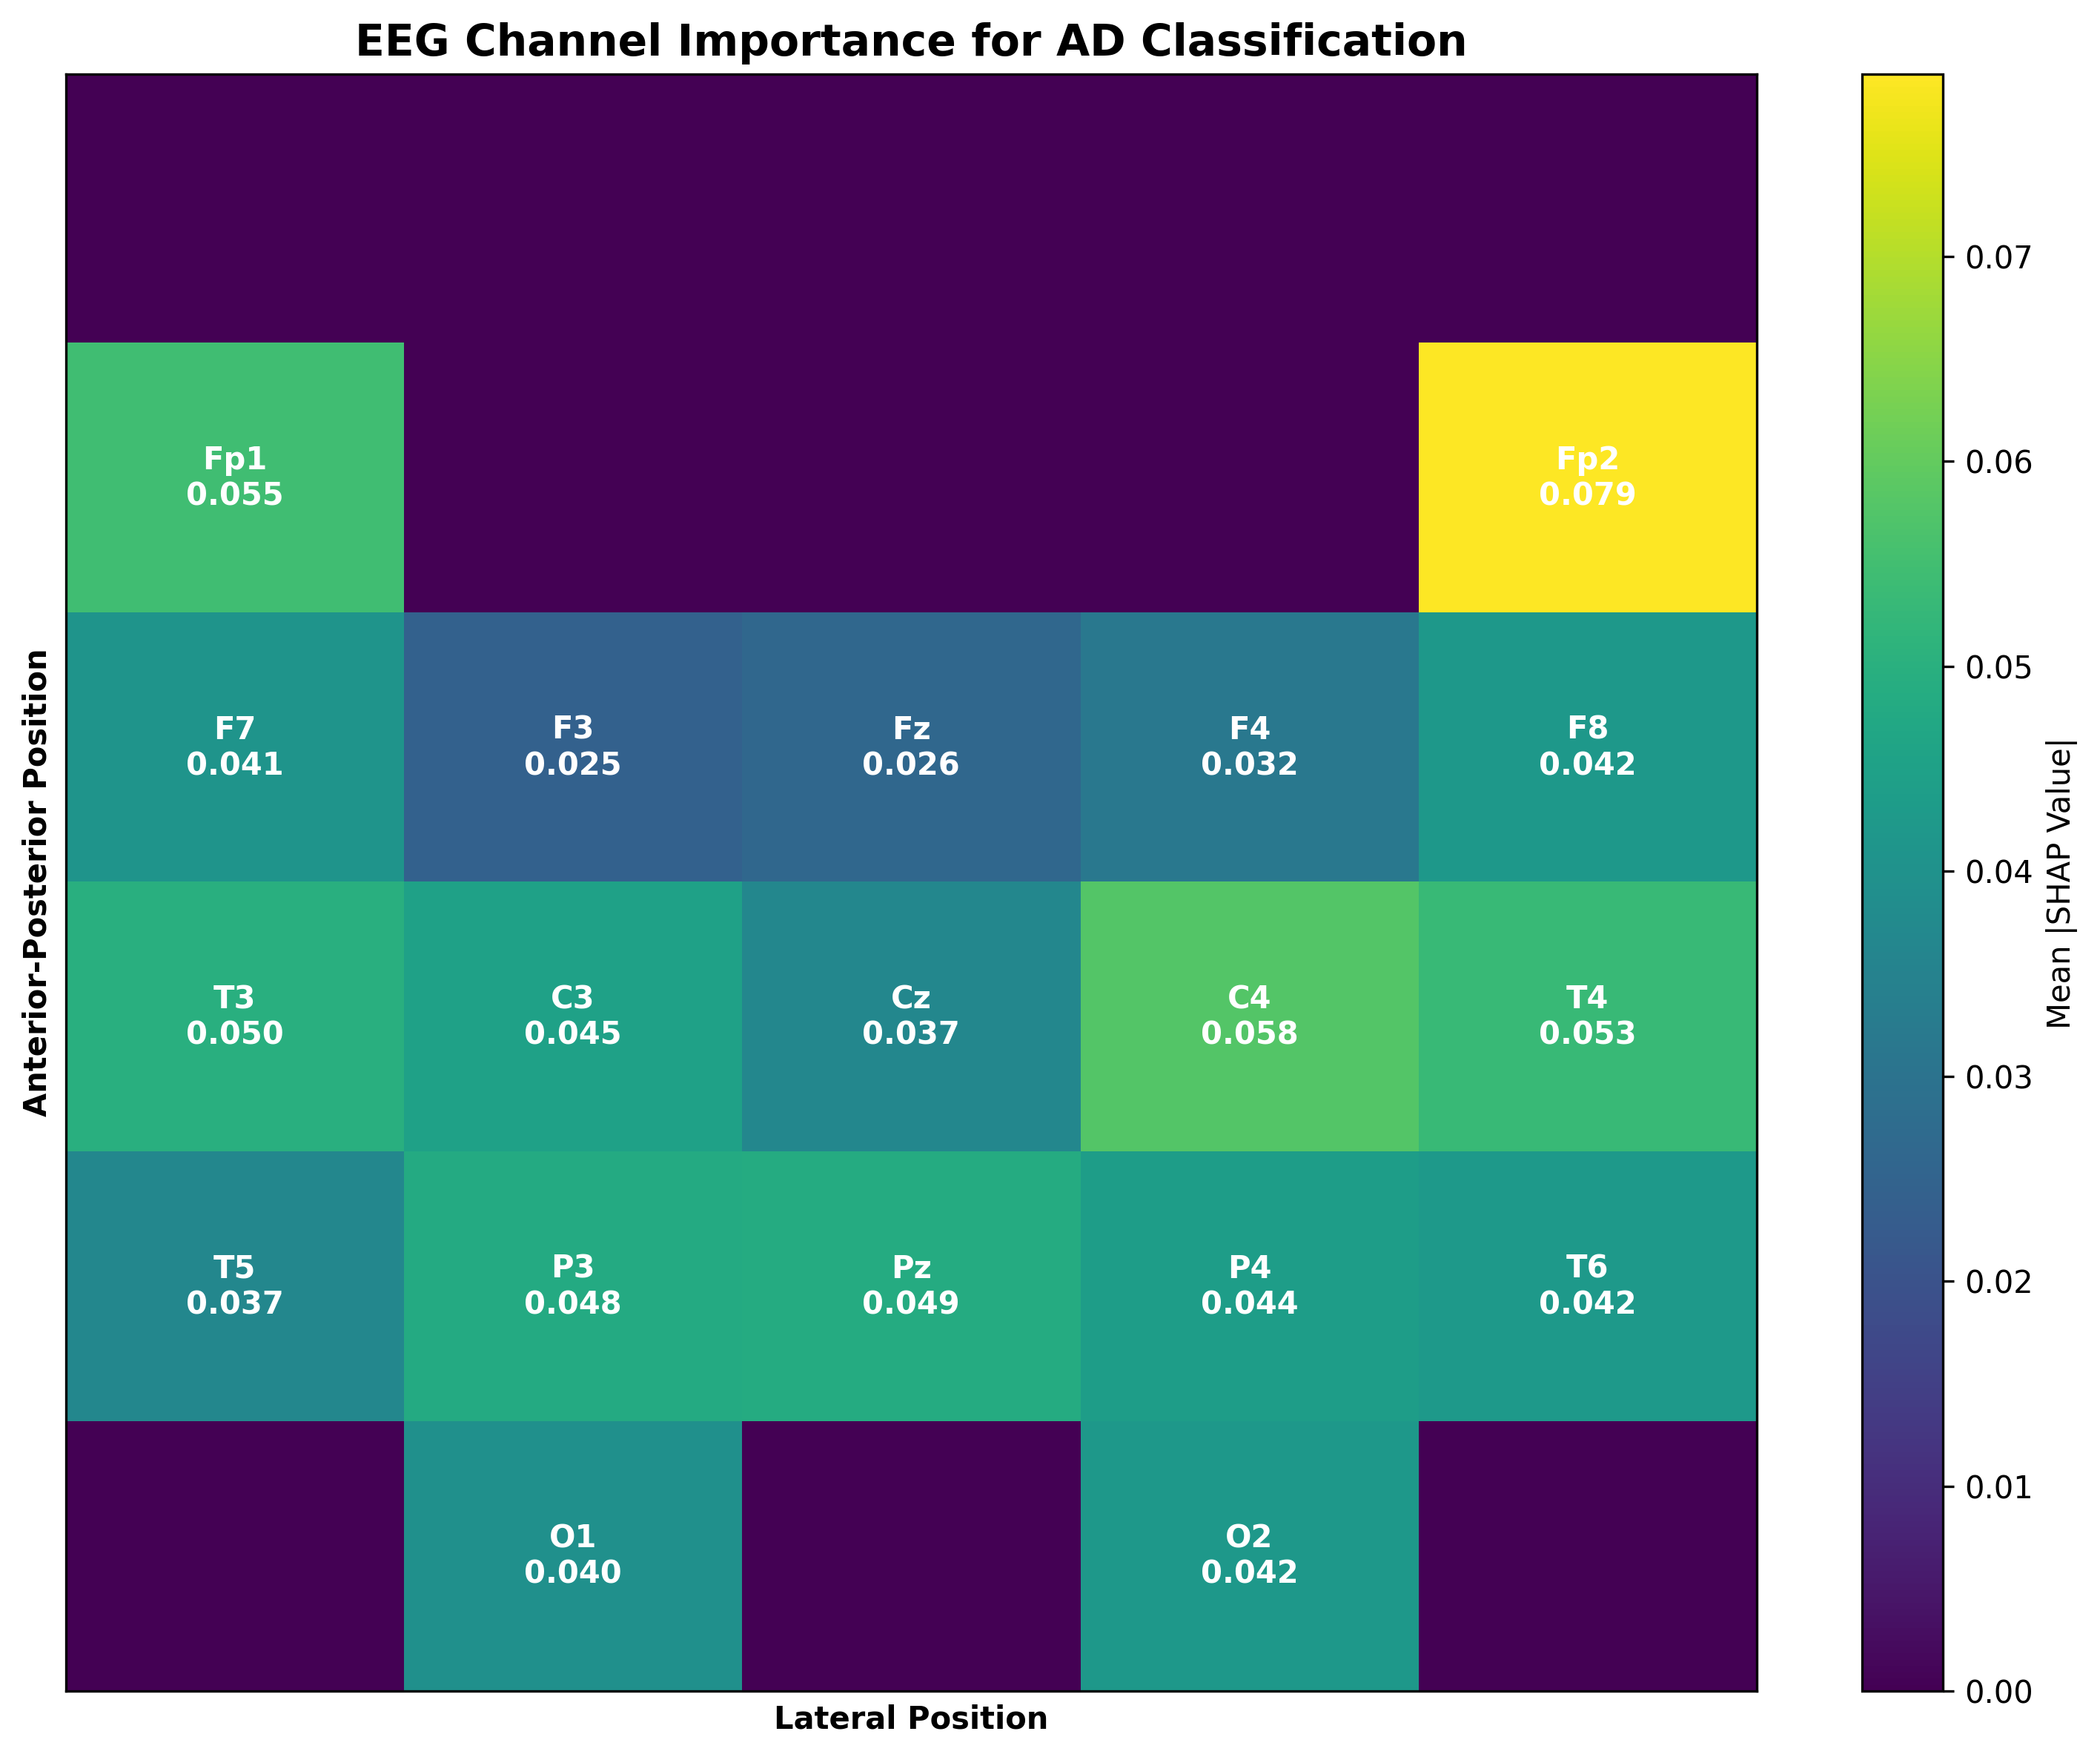 EEG Channel Importance for AD Classification
Fp1
0.055
Fp2
0.079
F7
0.041
F3
0.025
Fz
0.026
F4
0.032
F8
0.042
T3
0.050
C3
0.045
Cz
0.037
C4
0.058
T4
0.053
T5
0.037
P3
0.048
Pz
0.049
P4
0.044
T6
0.042
O1
0.040
O2
0.042
Anterior-Posterior Position
Lateral Position
0.07
0.06
0.05
0.04
0.03
0.02
0.01
0.00
Mean |SHAP Value|